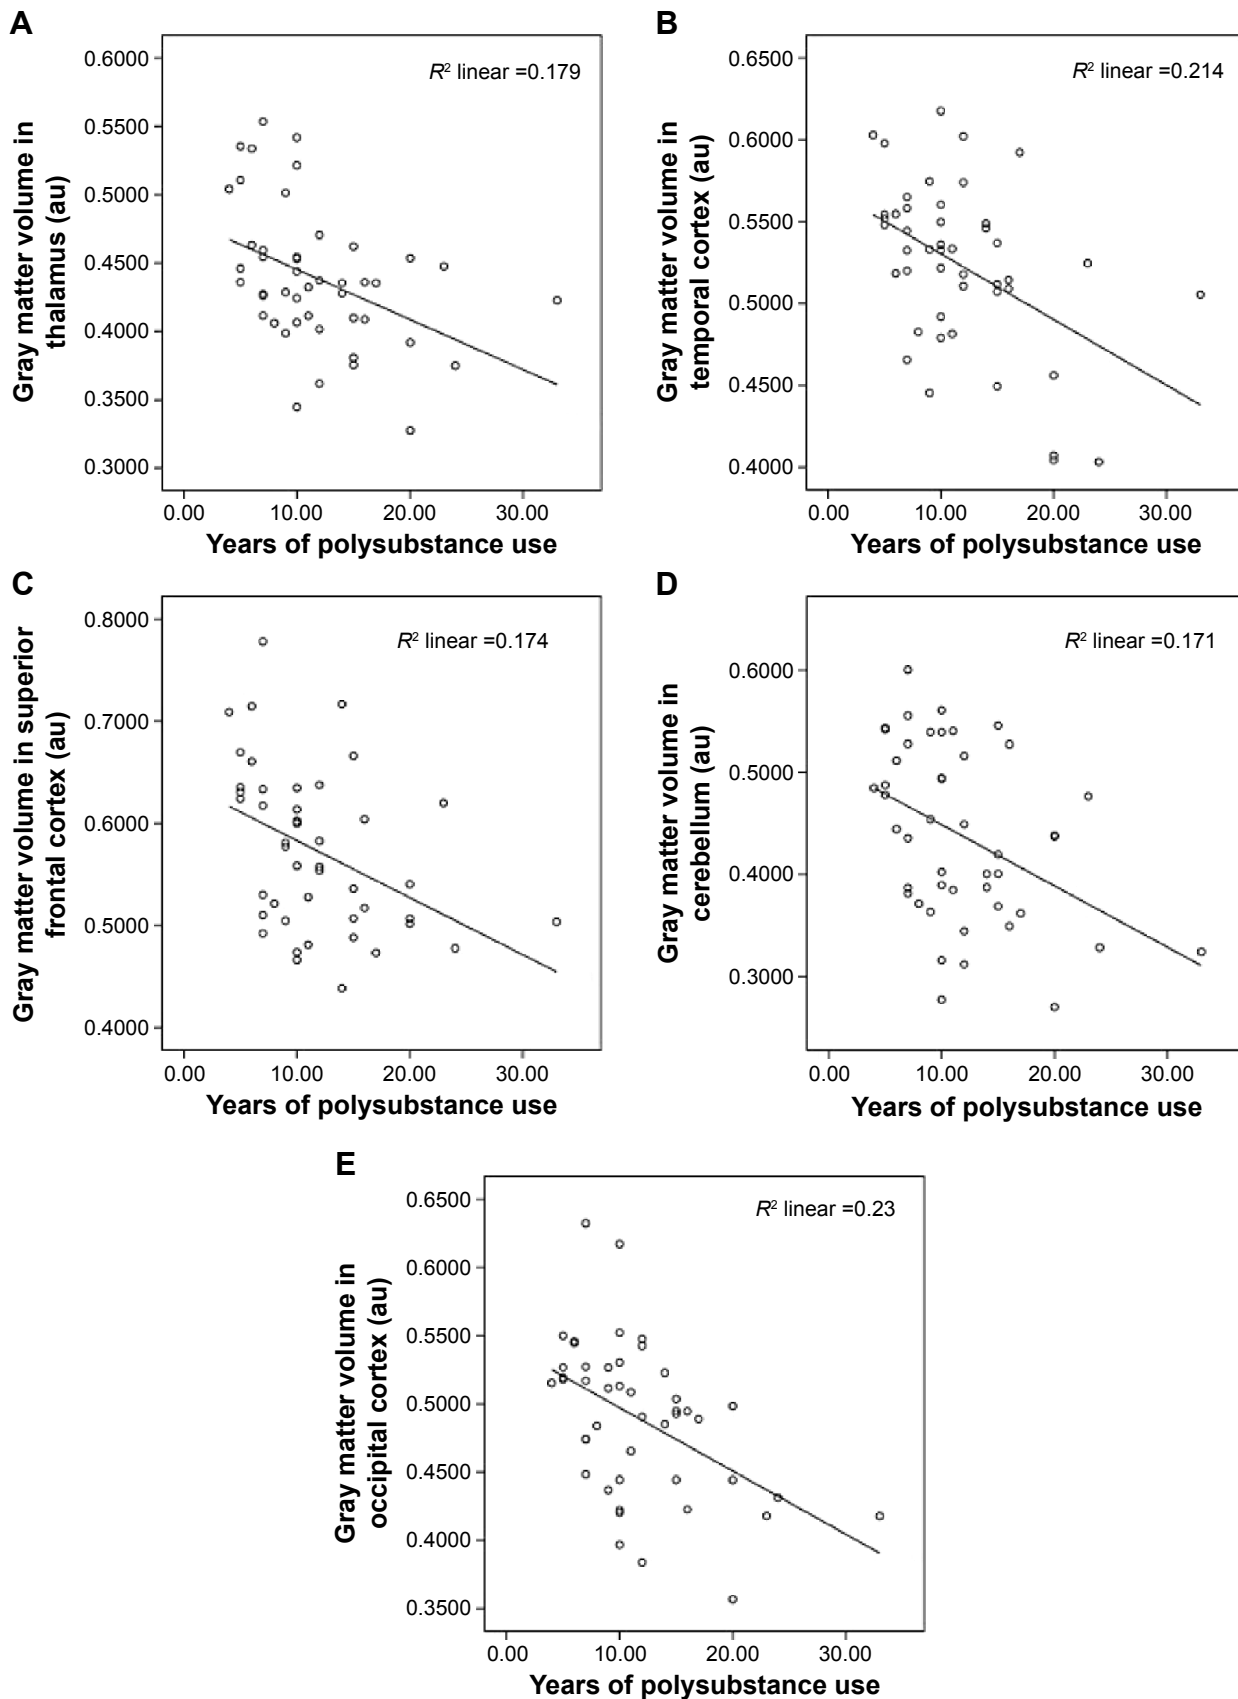 A
Gray matter volume in
thalamus (au)
0.6000
0.5500
0.5000
0.4500
0.4000
0.3500
0.3000
R² linear =0.179
0.00 10.00 20.00 30.00
Years of polysubstance use
B
Gray matter volume in
temporal cortex (au)
0.6500
0.6000
0.5500
0.5000
0.4500
0.4000
R² linear =0.214
0.00 10.00 20.00 30.00
Years of polysubstance use
C
Gray matter volume in superior
frontal cortex (au)
0.8000
0.7000
0.6000
0.5000
0.4000
R² linear =0.174
0.00 10.00 20.00 30.00
Years of polysubstance use
D
Gray matter volume in
cerebellum (au)
0.6000
0.5000
0.4000
0.3000
R² linear =0.171
0.00 10.00 20.00 30.00
Years of polysubstance use
E
Gray matter volume in
occipital cortex (au)
0.6500
0.6000
0.5500
0.5000
0.4500
0.4000
0.3500
R² linear =0.23
0.00 10.00 20.00 30.00
Years of polysubstance use